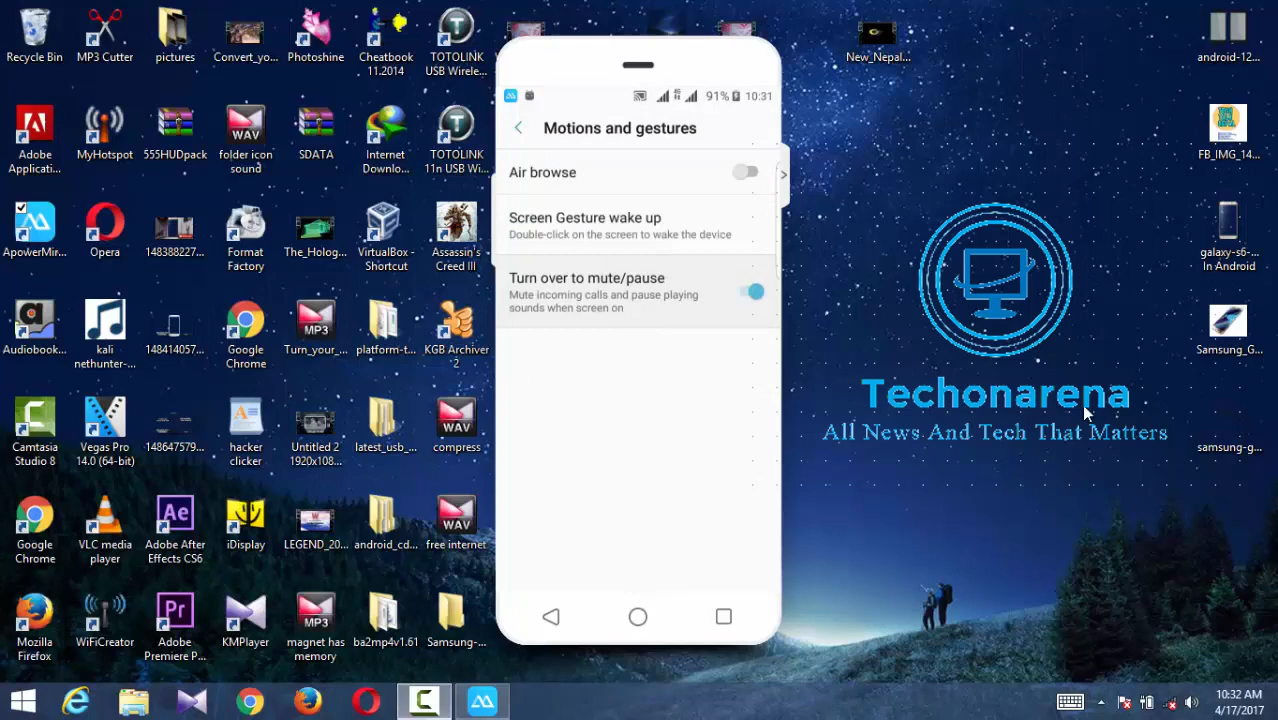 Recycle Bin
MP3 Cutter
pictures
Convert_yo...
Photoshine
Cheatbook
11.2014
TOTOLINK
USB Wirele...
New_Nepal...
android-12...
Adobe
Applicati...
MyHotspot
555HUDpack
WAV
folder icon
sound
SDATA
Internet
Downlo...
TOTOLINK
11n USB Wi...
FB_IMG_14...
ApowerMir...
Opera
148388227...
Format
Factory
The_Holog...
VirtualBox -
Shortcut
Assassin's
Creed III
galaxy-s6-...
In Android
Audiobook...
kali
nethunter-...
148414057...
Google
Chrome
MP3
Turn_your_...
platform-t...
KGB Archiver
2
Samsung_G...
Camtasia
Studio 8
Vegas Pro
14.0 (64-bit)
148647579...
hacker
clicker
Untitled 2
1920x108...
latest_usb_...
WAV
compress
samsung-g...
Google
Chrome
VLC media
player
Ae
Adobe After
Effects CS6
iDisplay
LEGEND_20...
android_cd...
WAV
free internet
Mozilla
Firefox
WiFiCreator
Pr
Adobe
Premiere P...
KMPlayer
MP3
magnet has
memory
ba2mp4v1.61
Samsung-...
91% 10:31
Motions and gestures
Air browse
Screen Gesture wake up
Double-click on the screen to wake the device
Turn over to mute/pause
Mute incoming calls and pause playing
sounds when screen on
Techonarena
All News And Tech That Matters
10:32 AM
4/17/2017